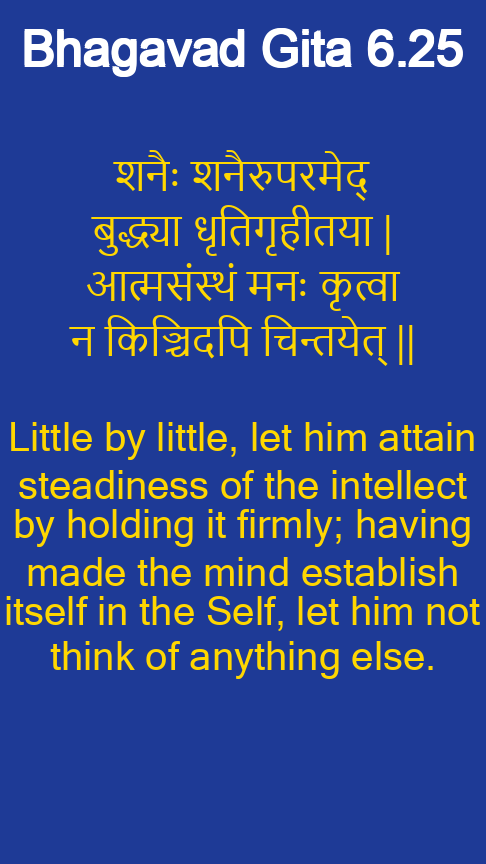 Bhagavad Gita 6.25
शनैः शनैरुपरमेद्
बुद्ध्या धृतिगृहीतया |
आत्मसंस्थं मनः कृत्वा
न किञ्चिदपि चिन्तयेत् ||
Little by little, let him attain
steadiness of the intellect
by holding it firmly; having
made the mind establish
itself in the Self, let him not
think of anything else.